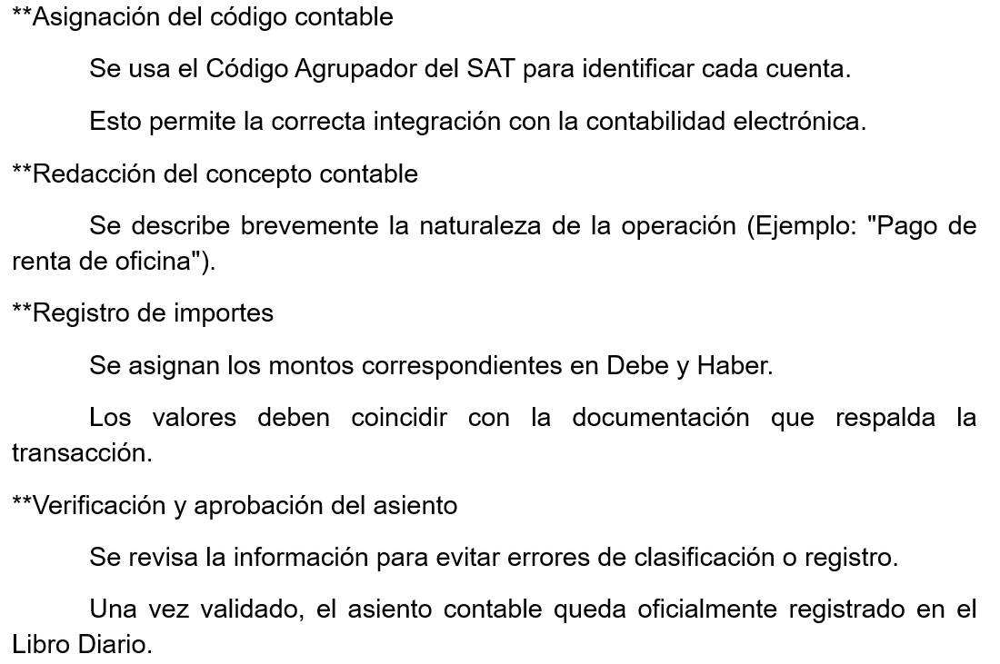 **Asignación del código contable
Se usa el Código Agrupador del SAT para identificar cada cuenta.
Esto permite la correcta integración con la contabilidad electrónica.
**Redacción del concepto contable
Se describe brevemente la naturaleza de la operación (Ejemplo: "Pago de
renta de oficina").
**Registro de importes
Se asignan los montos correspondientes en Debe y Haber.
Los valores deben coincidir con la documentación que respalda la
transacción.
**Verificación y aprobación del asiento
Se revisa la información para evitar errores de clasificación o registro.
Una vez validado, el asiento contable queda oficialmente registrado en el
Libro Diario.